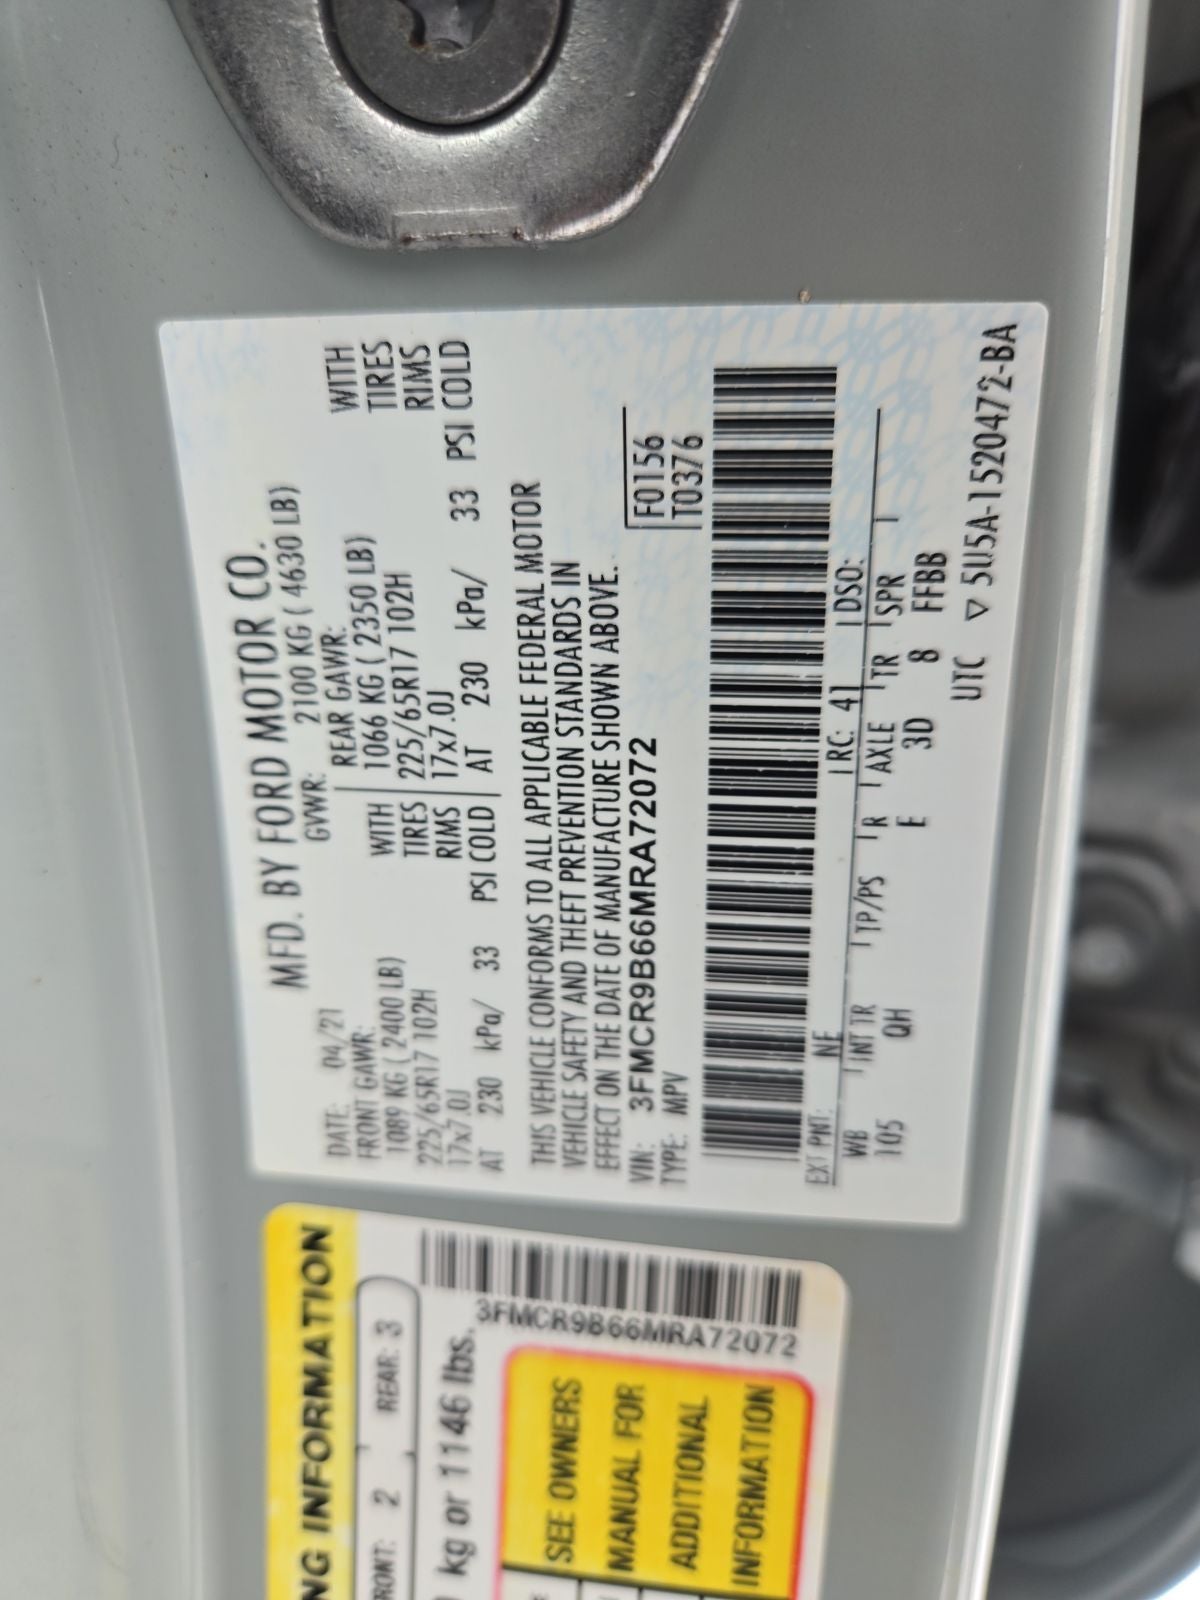 MFD. BY FORD MOTOR CO.
DATE: 04/21 GVWR: 2100 KG ( 4630 LB)
FRONT GAWR: REAR GAWR:
1089 KG ( 2400 LB) WITH 1066 KG ( 2350 LB) WITH
225/65R17 102H TIRES 225/65R17 102H TIRES
17x7.0J RIMS 17x7.0J RIMS
AT 230 kPa/ 33 PSI COLD AT 230 kPa/ 33 PSI COLD
THIS VEHICLE CONFORMS TO ALL APPLICABLE FEDERAL MOTOR
VEHICLE SAFETY AND THEFT PREVENTION STANDARDS IN
EFFECT ON THE DATE OF MANUFACTURE SHOWN ABOVE.
VIN: 3FMCR9B66MRA72072 F0156
TYPE: MPV T0376
EXT PNT: NE RC: 41 DSO:
WB INT TR TP/PS R AXLE TR SPR
105 QH E 3D 8 FFBB
UTC ▽ 5U5A-1520472-BA
NG INFORMATION
FRONT: 2 REAR: 3
kg or 1146 lbs.
3FMCR9B66MRA72072
SEE OWNERS
MANUAL FOR
ADDITIONAL
INFORMATION